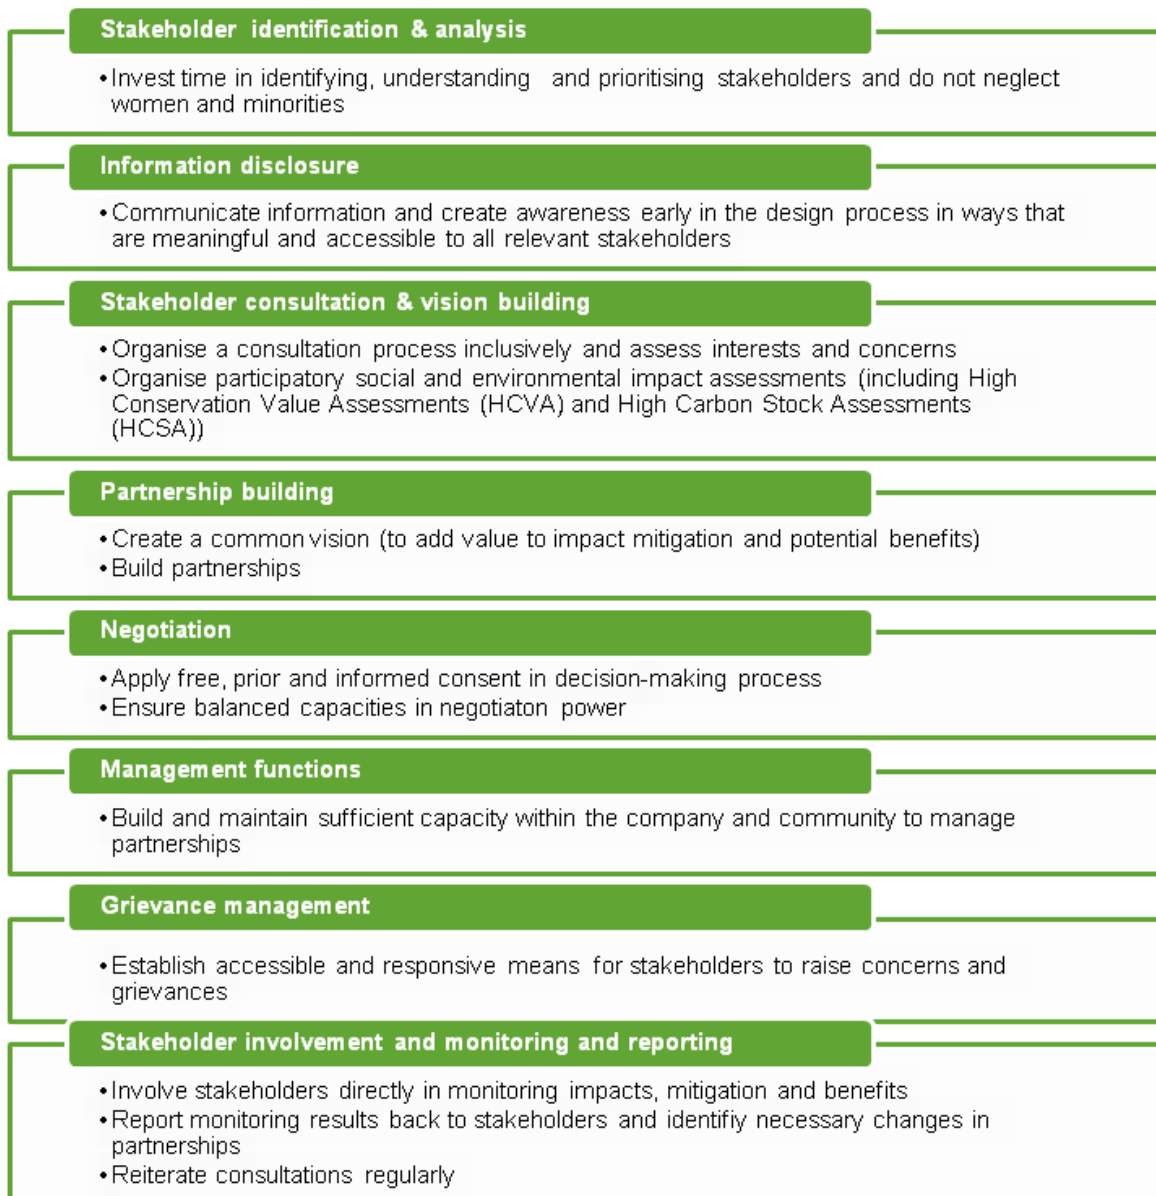 Stakeholder identification & analysis
•Invest time in identifying, understanding and prioritising stakeholders and do not neglect
women and minorities
Information disclosure
•Communicate information and create awareness early in the design process in ways that
are meaningful and accessible to all relevant stakeholders
Stakeholder consultation & vision building
•Organise a consultation process inclusively and assess interests and concerns
•Organise participatory social and environmental impact assessments (including High
Conservation Value Assessments (HCVA) and High Carbon Stock Assessments
(HCSA))
Partnership building
•Create a common vision (to add value to impact mitigation and potential benefits)
•Build partnerships
Negotiation
•Apply free, prior and informed consent in decision-making process
•Ensure balanced capacities in negotiaton power
Management functions
•Build and maintain sufficient capacity within the company and community to manage
partnerships
Grievance management
•Establish accessible and responsive means for stakeholders to raise concerns and
grievances
Stakeholder involvement and monitoring and reporting
•Involve stakeholders directly in monitoring impacts, mitigation and benefits
•Report monitoring results back to stakeholders and identifiy necessary changes in
partnerships
•Reiterate consultations regularly